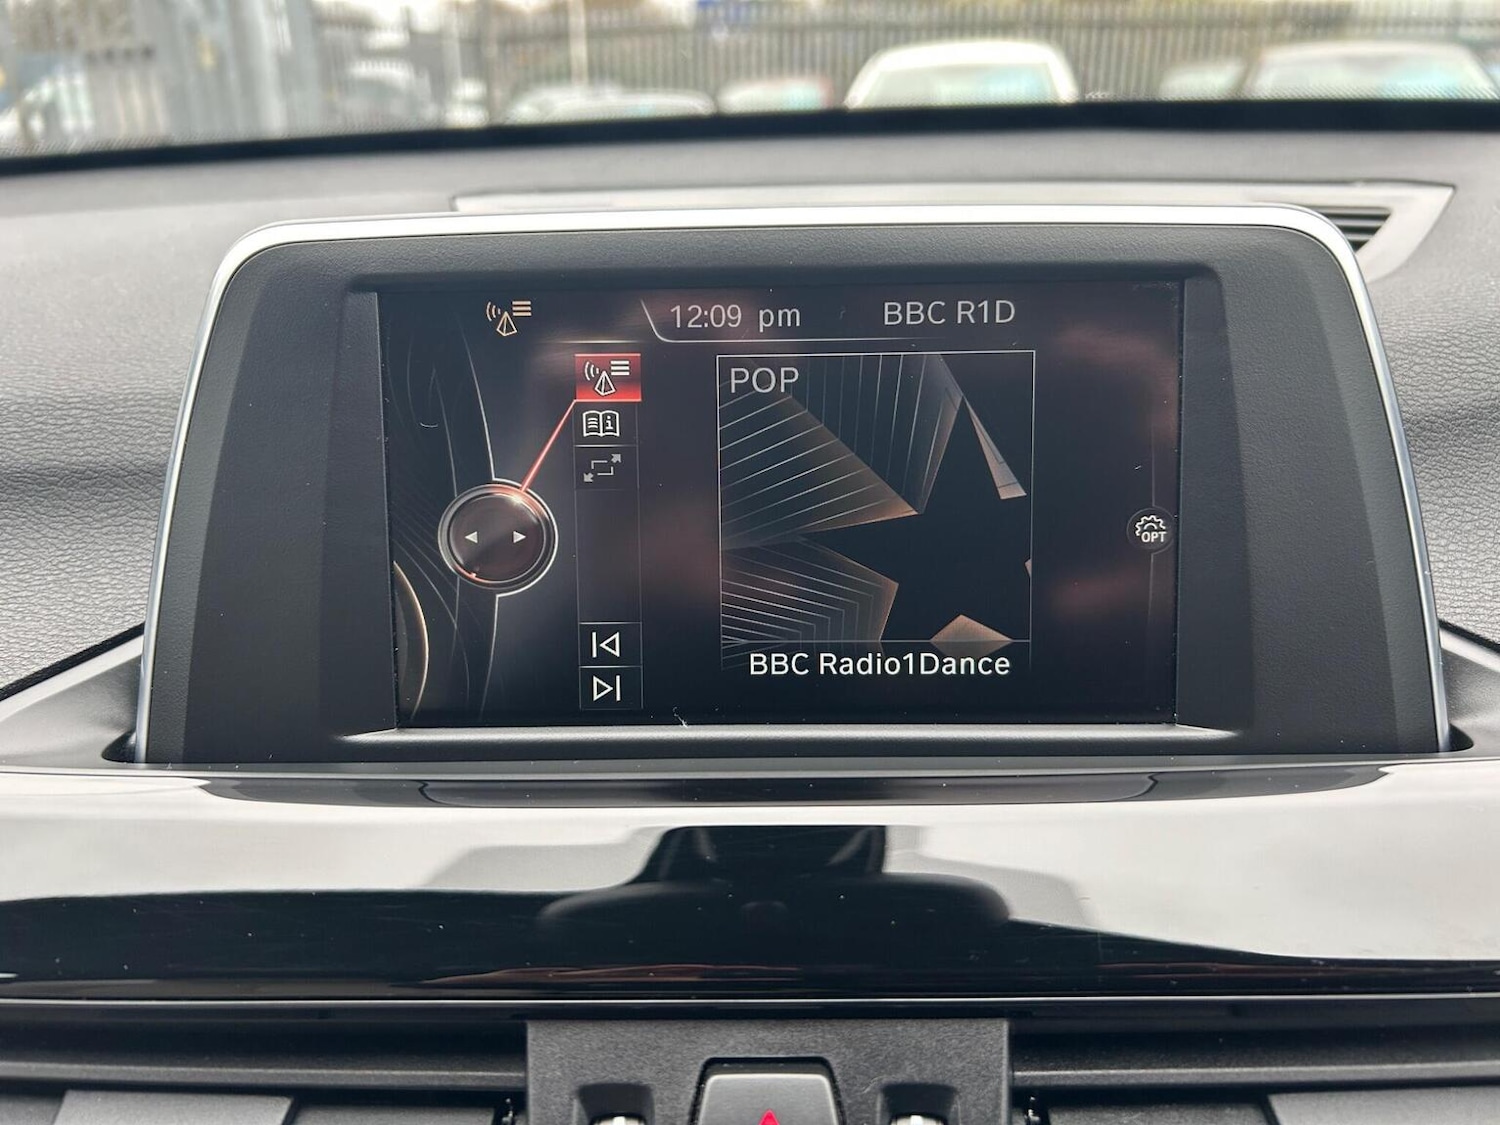 12:09 pm BBC R1D
POP
OPT
BBC Radio1Dance